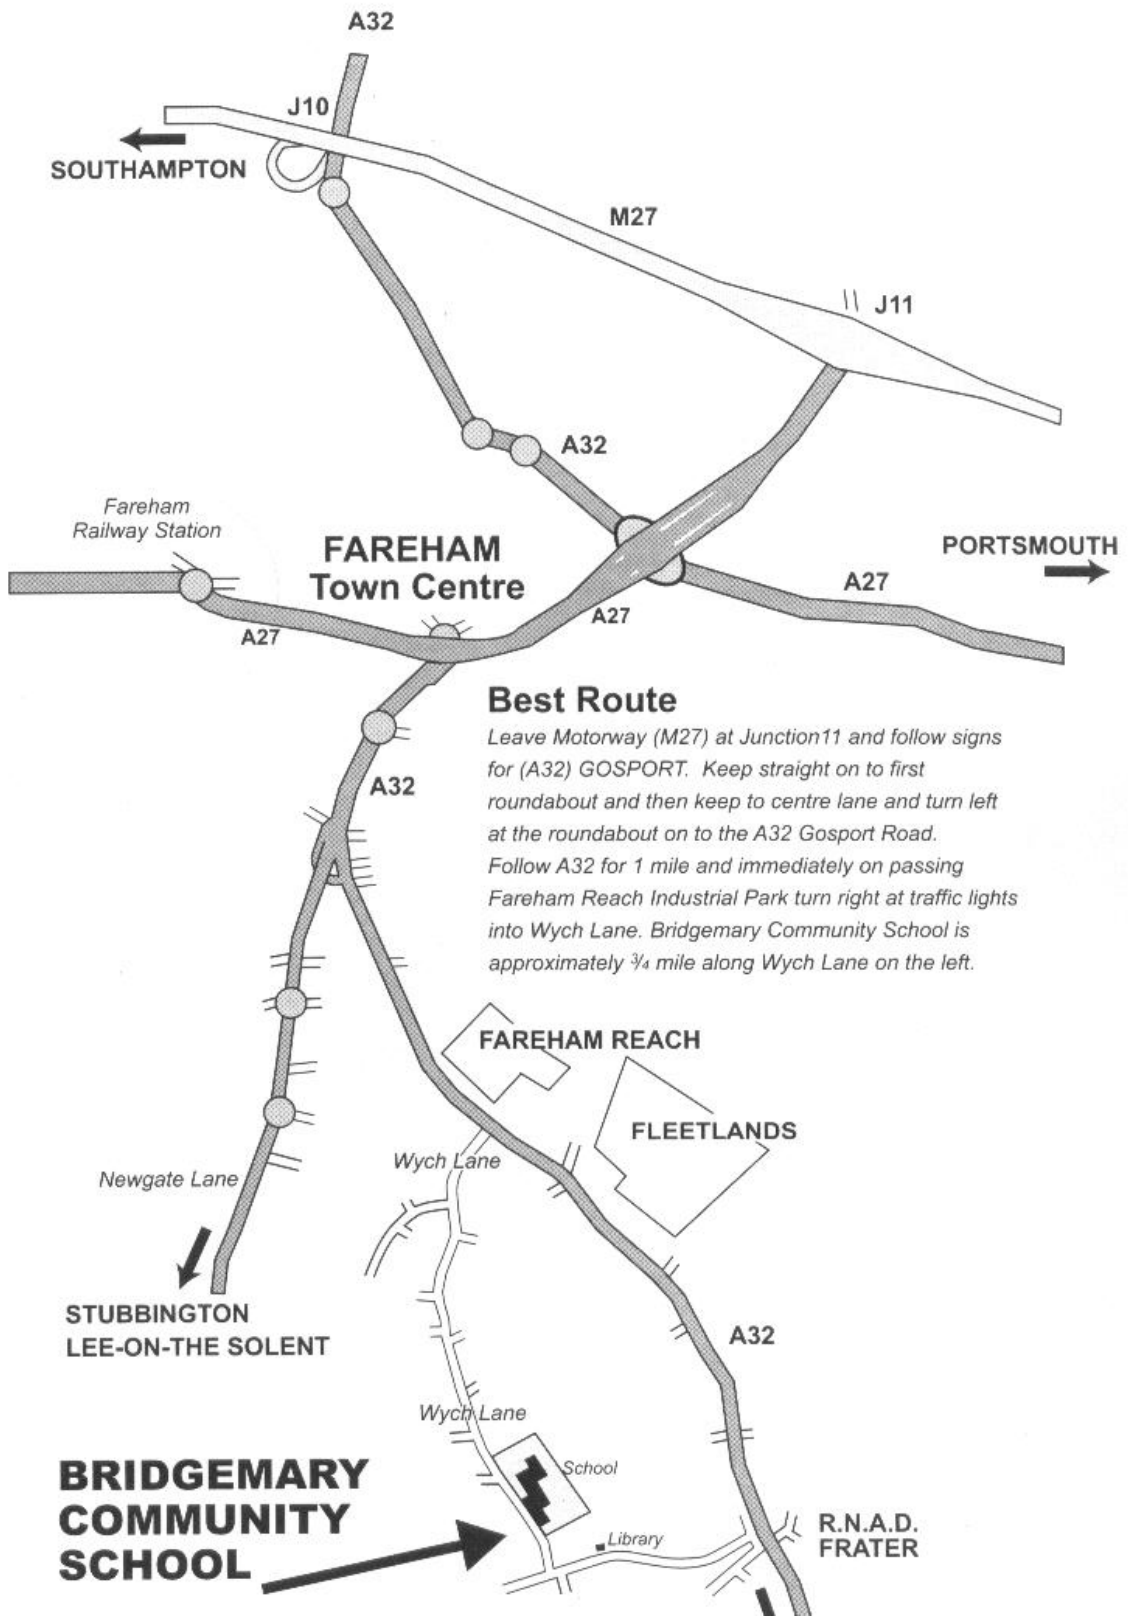 A32
J10
SOUTHAMPTON
M27
J11
A32
Fareham
Railway Station
FAREHAM
Town Centre
PORTSMOUTH
A27
A27
A27
Best Route
Leave Motorway (M27) at Junction11 and follow signs
for (A32) GOSPORT. Keep straight on to first
roundabout and then keep to centre lane and turn left
at the roundabout on to the A32 Gosport Road.
Follow A32 for 1 mile and immediately on passing
Fareham Reach Industrial Park turn right at traffic lights
into Wych Lane. Bridgemary Community School is
approximately ¾ mile along Wych Lane on the left.
A32
FAREHAM REACH
FLEETLANDS
Wych Lane
Newgate Lane
STUBBINGTON
LEE-ON-THE SOLENT
A32
Wych Lane
BRIDGEMARY
COMMUNITY
SCHOOL
School
Library
R.N.A.D.
FRATER